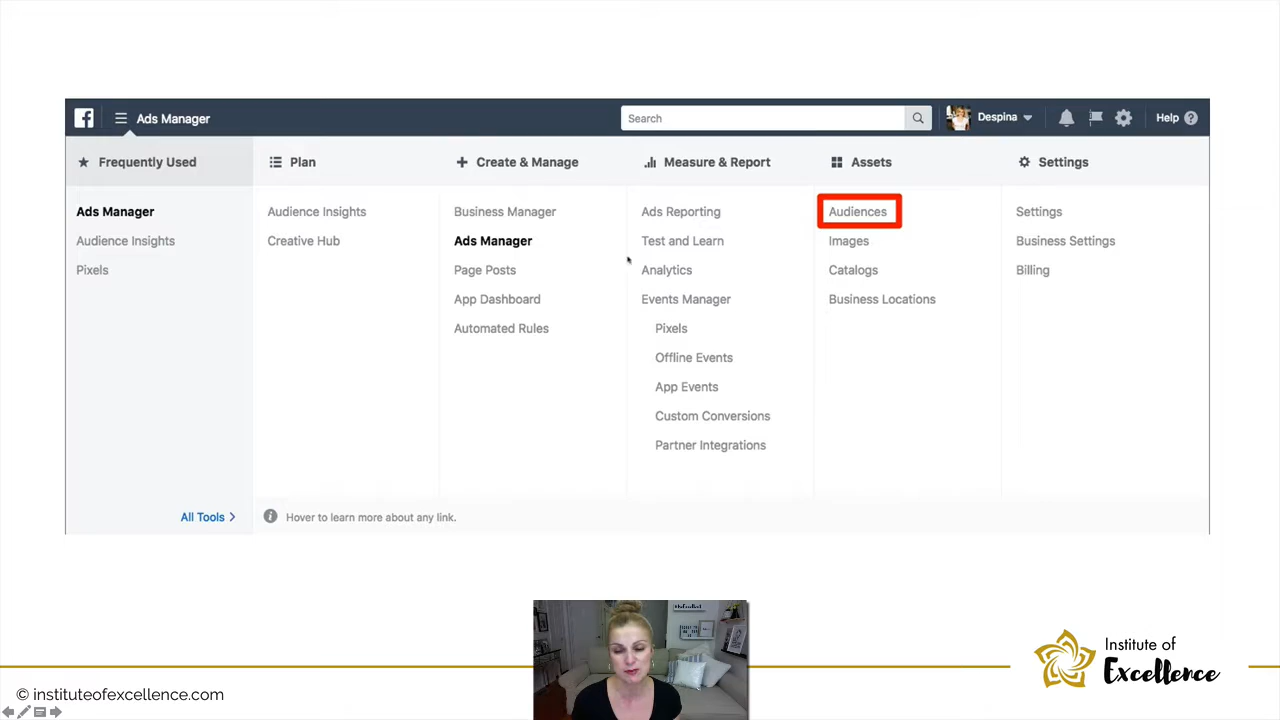 Ads Manager
Search
Despina
Help
Frequently Used
Ads Manager
Audience Insights
Pixels
All Tools
Plan
Audience Insights
Creative Hub
Create & Manage
Business Manager
Ads Manager
Page Posts
App Dashboard
Automated Rules
Measure & Report
Ads Reporting
Test and Learn
Analytics
Events Manager
Pixels
Offline Events
App Events
Custom Conversions
Partner Integrations
Assets
Audiences
Images
Catalogs
Business Locations
Settings
Settings
Business Settings
Billing
Hover to learn more about any link.
Institute of
Excellence
© instituteofexcellence.com